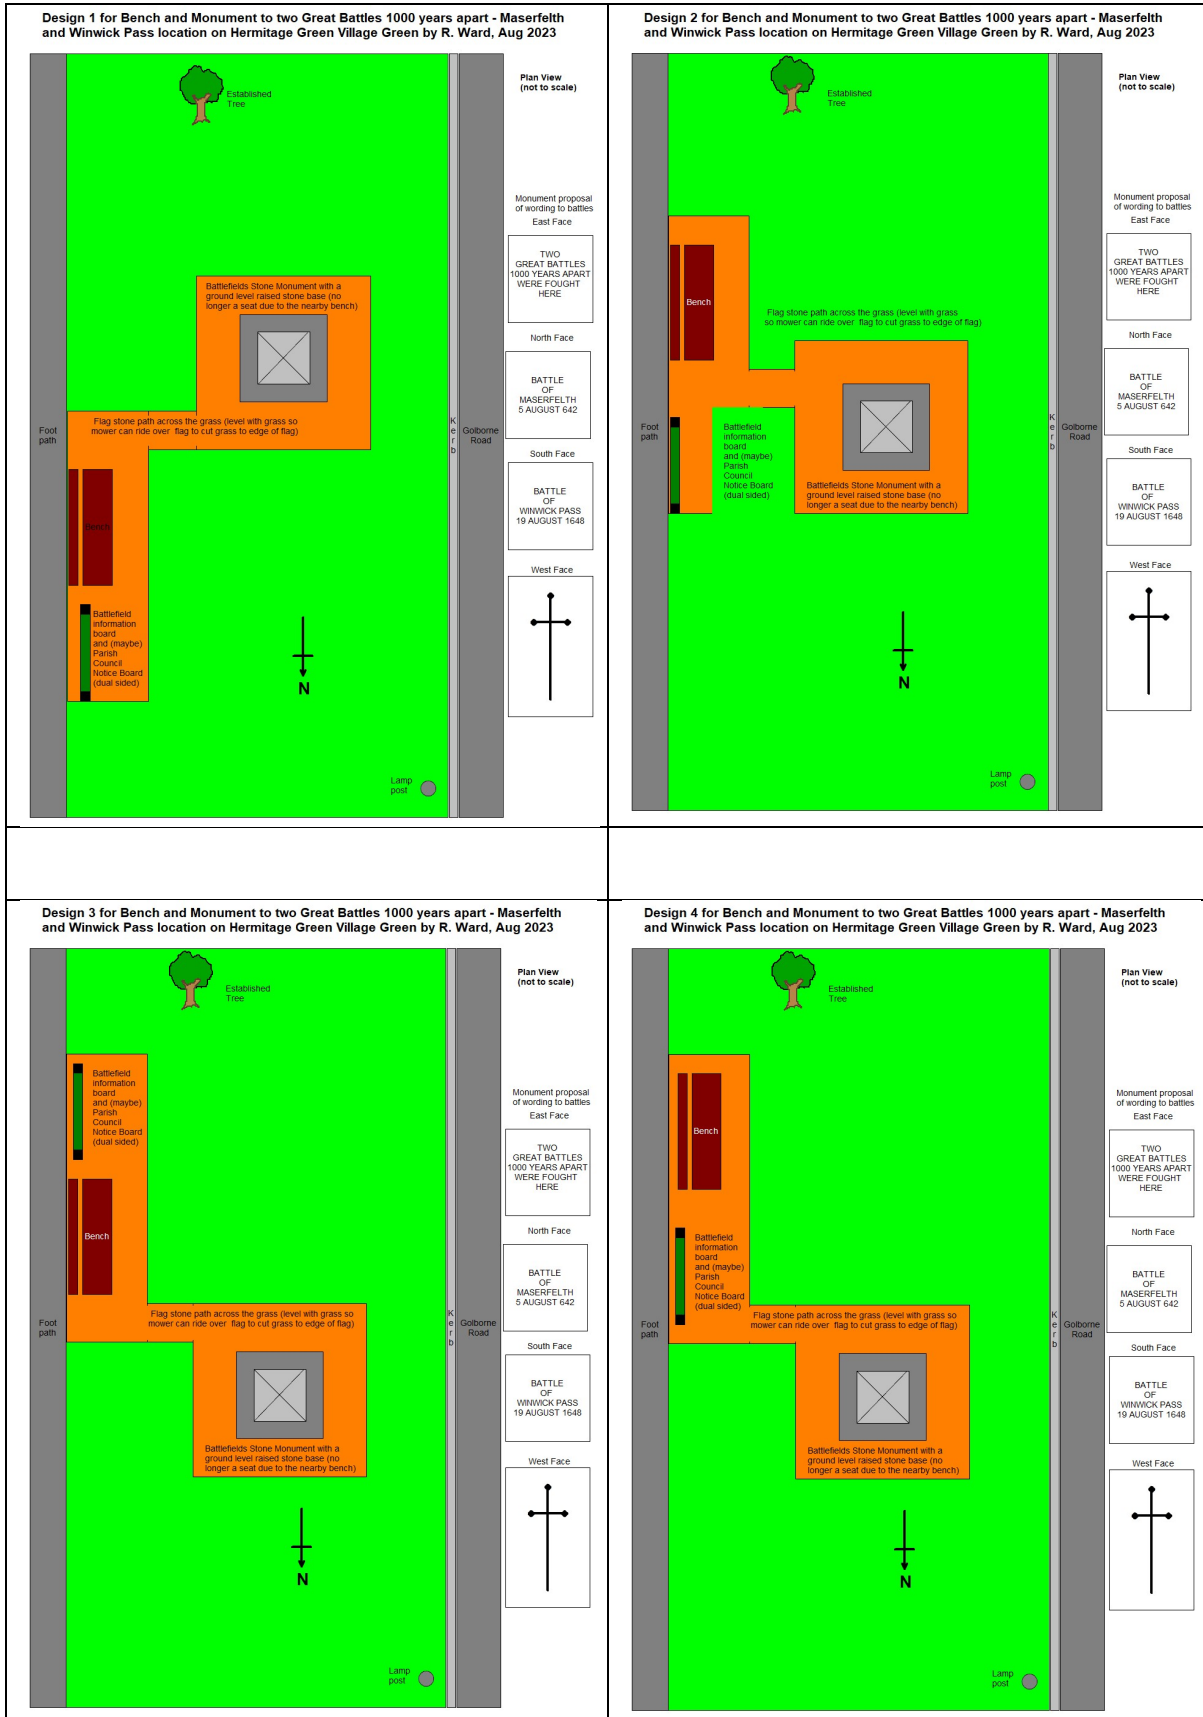 Design 1 for Bench and Monument to two Great Battles 1000 years apart - Maserfelth
and Winwick Pass location on Hermitage Green Village Green by R. Ward, Aug 2023
Established
Tree
Plan View
(not to scale)
Monument proposal
of wording to battles
East Face
TWO
GREAT BATTLES
1000 YEARS APART
WERE FOUGHT
HERE
North Face
BATTLE
OF
MASERFELTH
5 AUGUST 642
South Face
BATTLE
OF
WINWICK PASS
19 AUGUST 1648
West Face
Battlefields Stone Monument with a
ground level raised stone base (no
longer a seat due to the nearby bench)
Flag stone path across the grass (level with grass so
mower can ride over flag to cut grass to edge of flag)
Foot
path
Kerb
Golborne
Road
Bench
Battlefield
information
board
and (maybe)
Parish
Council
Notice Board
(dual sided)
N
Lamp
post
Design 2 for Bench and Monument to two Great Battles 1000 years apart - Maserfelth
and Winwick Pass location on Hermitage Green Village Green by R. Ward, Aug 2023
Established
Tree
Plan View
(not to scale)
Monument proposal
of wording to battles
East Face
TWO
GREAT BATTLES
1000 YEARS APART
WERE FOUGHT
HERE
North Face
BATTLE
OF
MASERFELTH
5 AUGUST 642
South Face
BATTLE
OF
WINWICK PASS
19 AUGUST 1648
West Face
Bench
Flag stone path across the grass (level with grass
so mower can ride over flag to cut grass to edge of flag)
Foot
path
Kerb
Golborne
Road
Battlefield
information
board
and (maybe)
Parish
Council
Notice Board
(dual sided)
Battlefields Stone Monument with a
ground level raised stone base (no
longer a seat due to the nearby bench)
N
Lamp
post
Design 3 for Bench and Monument to two Great Battles 1000 years apart - Maserfelth
and Winwick Pass location on Hermitage Green Village Green by R. Ward, Aug 2023
Established
Tree
Plan View
(not to scale)
Monument proposal
of wording to battles
East Face
TWO
GREAT BATTLES
1000 YEARS APART
WERE FOUGHT
HERE
North Face
BATTLE
OF
MASERFELTH
5 AUGUST 642
South Face
BATTLE
OF
WINWICK PASS
19 AUGUST 1648
West Face
Battlefield
information
board
and (maybe)
Parish
Council
Notice Board
(dual sided)
Bench
Flag stone path across the grass (level with grass so
mower can ride over flag to cut grass to edge of flag)
Foot
path
Kerb
Golborne
Road
Battlefields Stone Monument with a
ground level raised stone base (no
longer a seat due to the nearby bench)
N
Lamp
post
Design 4 for Bench and Monument to two Great Battles 1000 years apart - Maserfelth
and Winwick Pass location on Hermitage Green Village Green by R. Ward, Aug 2023
Established
Tree
Plan View
(not to scale)
Monument proposal
of wording to battles
East Face
TWO
GREAT BATTLES
1000 YEARS APART
WERE FOUGHT
HERE
North Face
BATTLE
OF
MASERFELTH
5 AUGUST 642
South Face
BATTLE
OF
WINWICK PASS
19 AUGUST 1648
West Face
Bench
Battlefield
information
board
and (maybe)
Parish
Council
Notice Board
(dual sided)
Flag stone path across the grass (level with grass so
mower can ride over flag to cut grass to edge of flag)
Foot
path
Kerb
Golborne
Road
Battlefields Stone Monument with a
ground level raised stone base (no
longer a seat due to the nearby bench)
N
Lamp
post